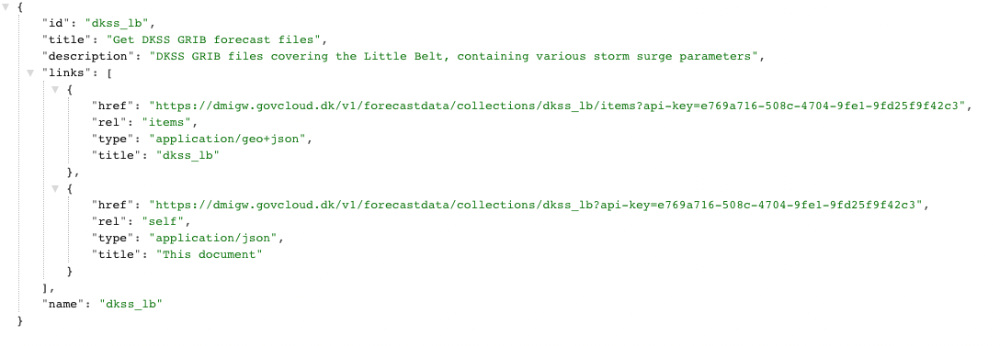 {
"id": "dkss_lb",
"title": "Get DKSS GRIB forecast files",
"description": "DKSS GRIB files covering the Little Belt, containing various storm surge parameters",
"links": [
{
"href": "https://dmigw.govcloud.dk/v1/forecastdata/collections/dkss_lb/items?api-key=e769a716-508c-4704-9fe1-9fd25f9f42c3",
"rel": "items",
"type": "application/geo+json",
"title": "dkss_lb"
},
{
"href": "https://dmigw.govcloud.dk/v1/forecastdata/collections/dkss_lb?api-key=e769a716-508c-4704-9fe1-9fd25f9f42c3",
"rel": "self",
"type": "application/json",
"title": "This document"
}
],
"name": "dkss_lb"
}